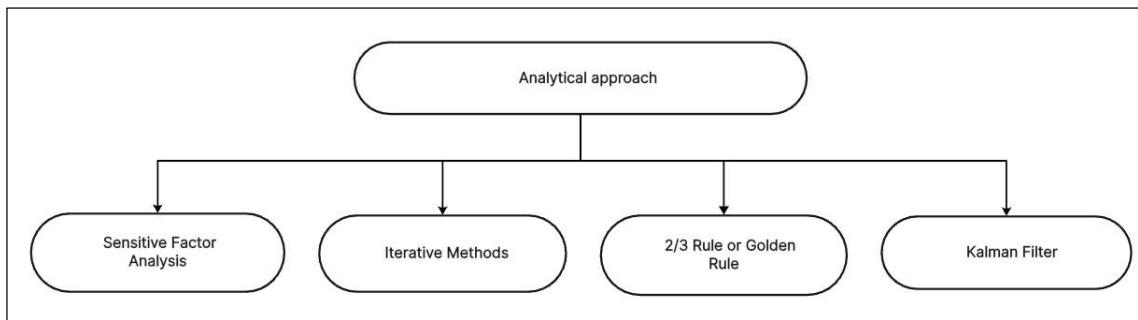 Analytical approach
Sensitive Factor
Analysis
Iterative Methods
2/3 Rule or Golden
Rule
Kalman Filter